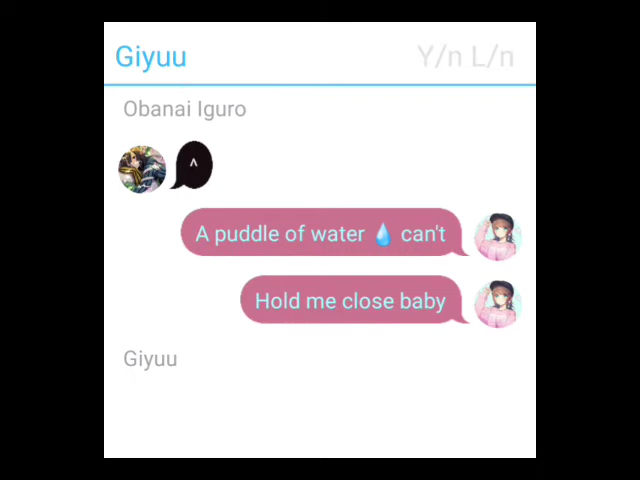 Giyuu Y/n L/n
Obanai Iguro
^
A puddle of water 💧 can't
Hold me close baby
Giyuu